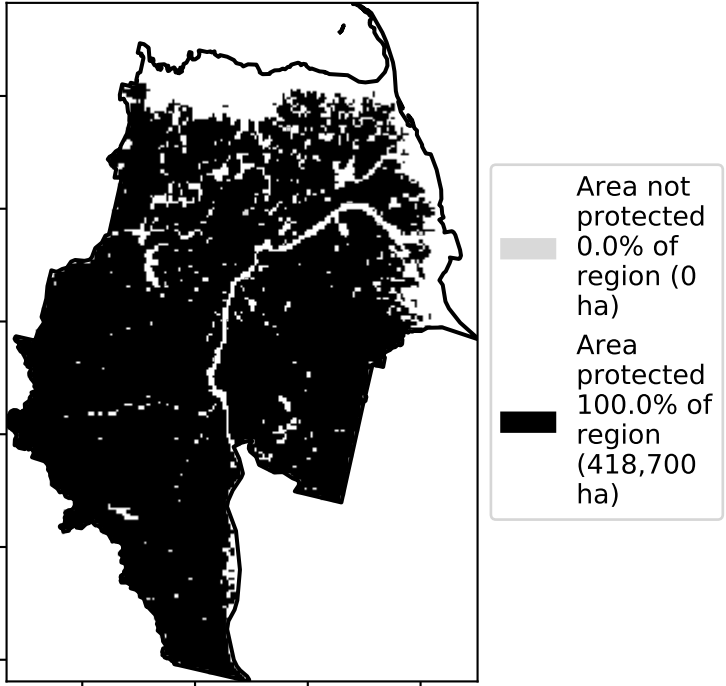 Area not
protected
0.0% of
region (0
ha)
Area
protected
100.0% of
region
(418,700
ha)